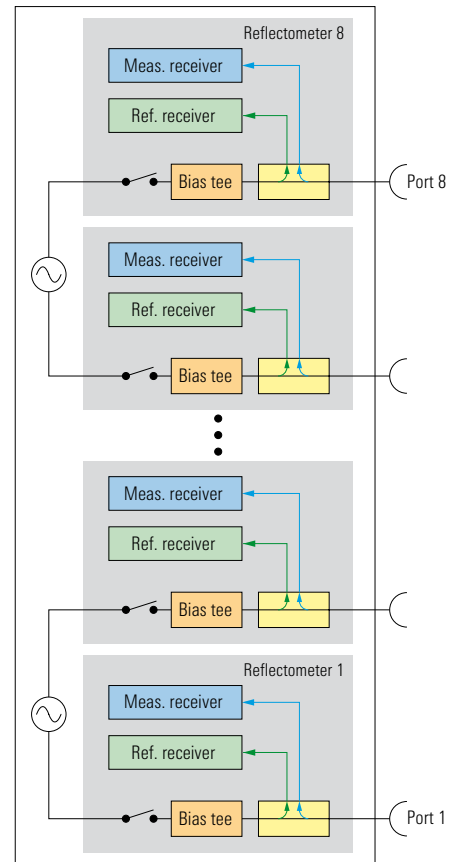 Reflectometer 8
Meas. receiver
Ref. receiver
Bias tee
Port 8
Meas. receiver
Ref. receiver
Bias tee
Meas. receiver
Ref. receiver
Bias tee
Reflectometer 1
Meas. receiver
Ref. receiver
Bias tee
Port 1